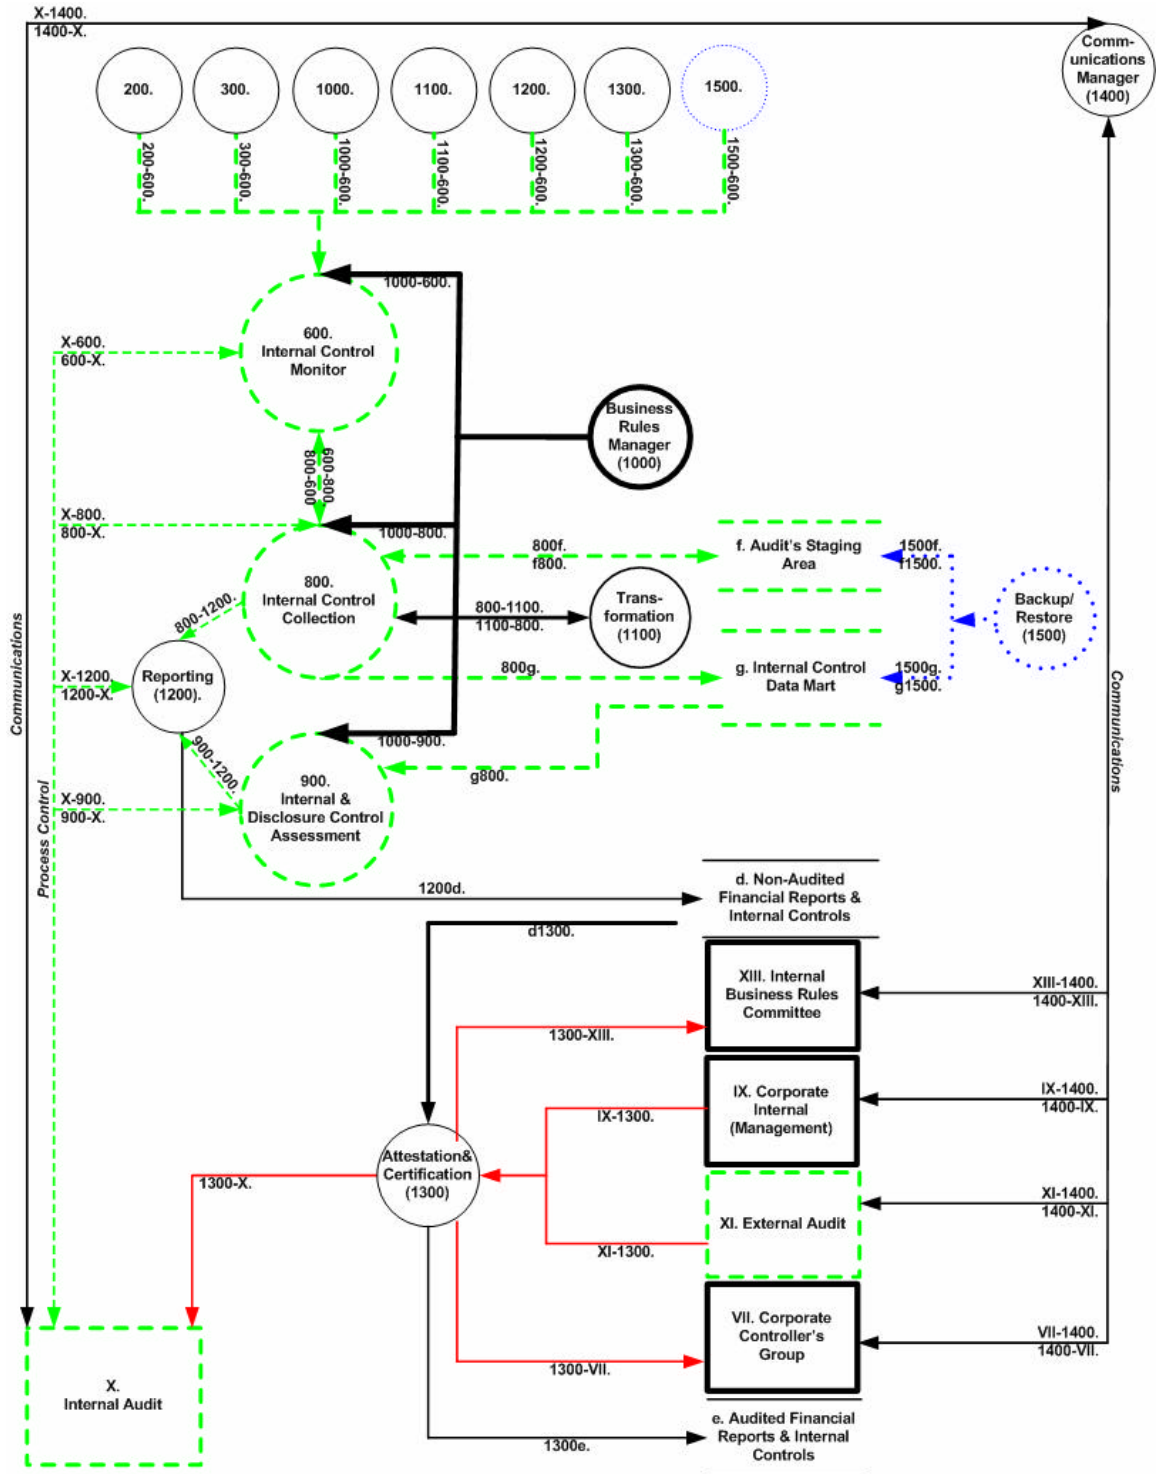 X-1400.
1400-X.
Comm-
unications
Manager
(1400)
200.
300.
1000.
1100.
1200.
1300.
1500.
200-600.
300-600.
1000-600.
1100-600.
1200-600.
1300-600.
1500-600.
1000-600.
600.
Internal Control
Monitor
X-600.
600-X.
Business
Rules
Manager
(1000)
600-800.
800-600
X-800.
800-X.
1000-800.
800f.
f800.
f. Audit's Staging
Area
1500f.
f1500.
800.
Internal Control
Collection
800-1100.
1100-800.
Trans-
formation
(1100)
Backup/
Restore
(1500)
800-1200.
800g.
g. Internal Control
Data Mart
1500g.
g1500.
X-1200.
1200-X.
Reporting
(1200).
Communications
Communications
1000-900.
900-1200.
g800.
X-900.
900-X.
900.
Internal &
Disclosure Control
Assessment
Process Control
1200d.
d. Non-Audited
Financial Reports &
Internal Controls
d1300.
XIII. Internal
Business Rules
Committee
XIII-1400.
1400-XIII.
1300-XIII.
IX. Corporate
Internal
(Management)
IX-1400.
1400-IX.
IX-1300.
Attestation&
Certification
(1300)
1300-X.
XI. External Audit
XI-1400.
1400-XI.
XI-1300.
VII. Corporate
Controller's
Group
VII-1400.
1400-VII.
1300-VII.
X.
Internal Audit
1300e.
e. Audited Financial
Reports & Internal
Controls